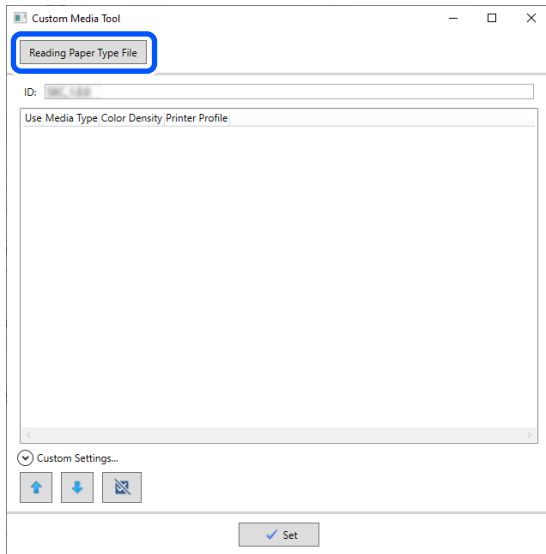 Custom Media Tool
Reading Paper Type File
ID:
Use Media Type Color Density Printer Profile
Custom Settings...
Set